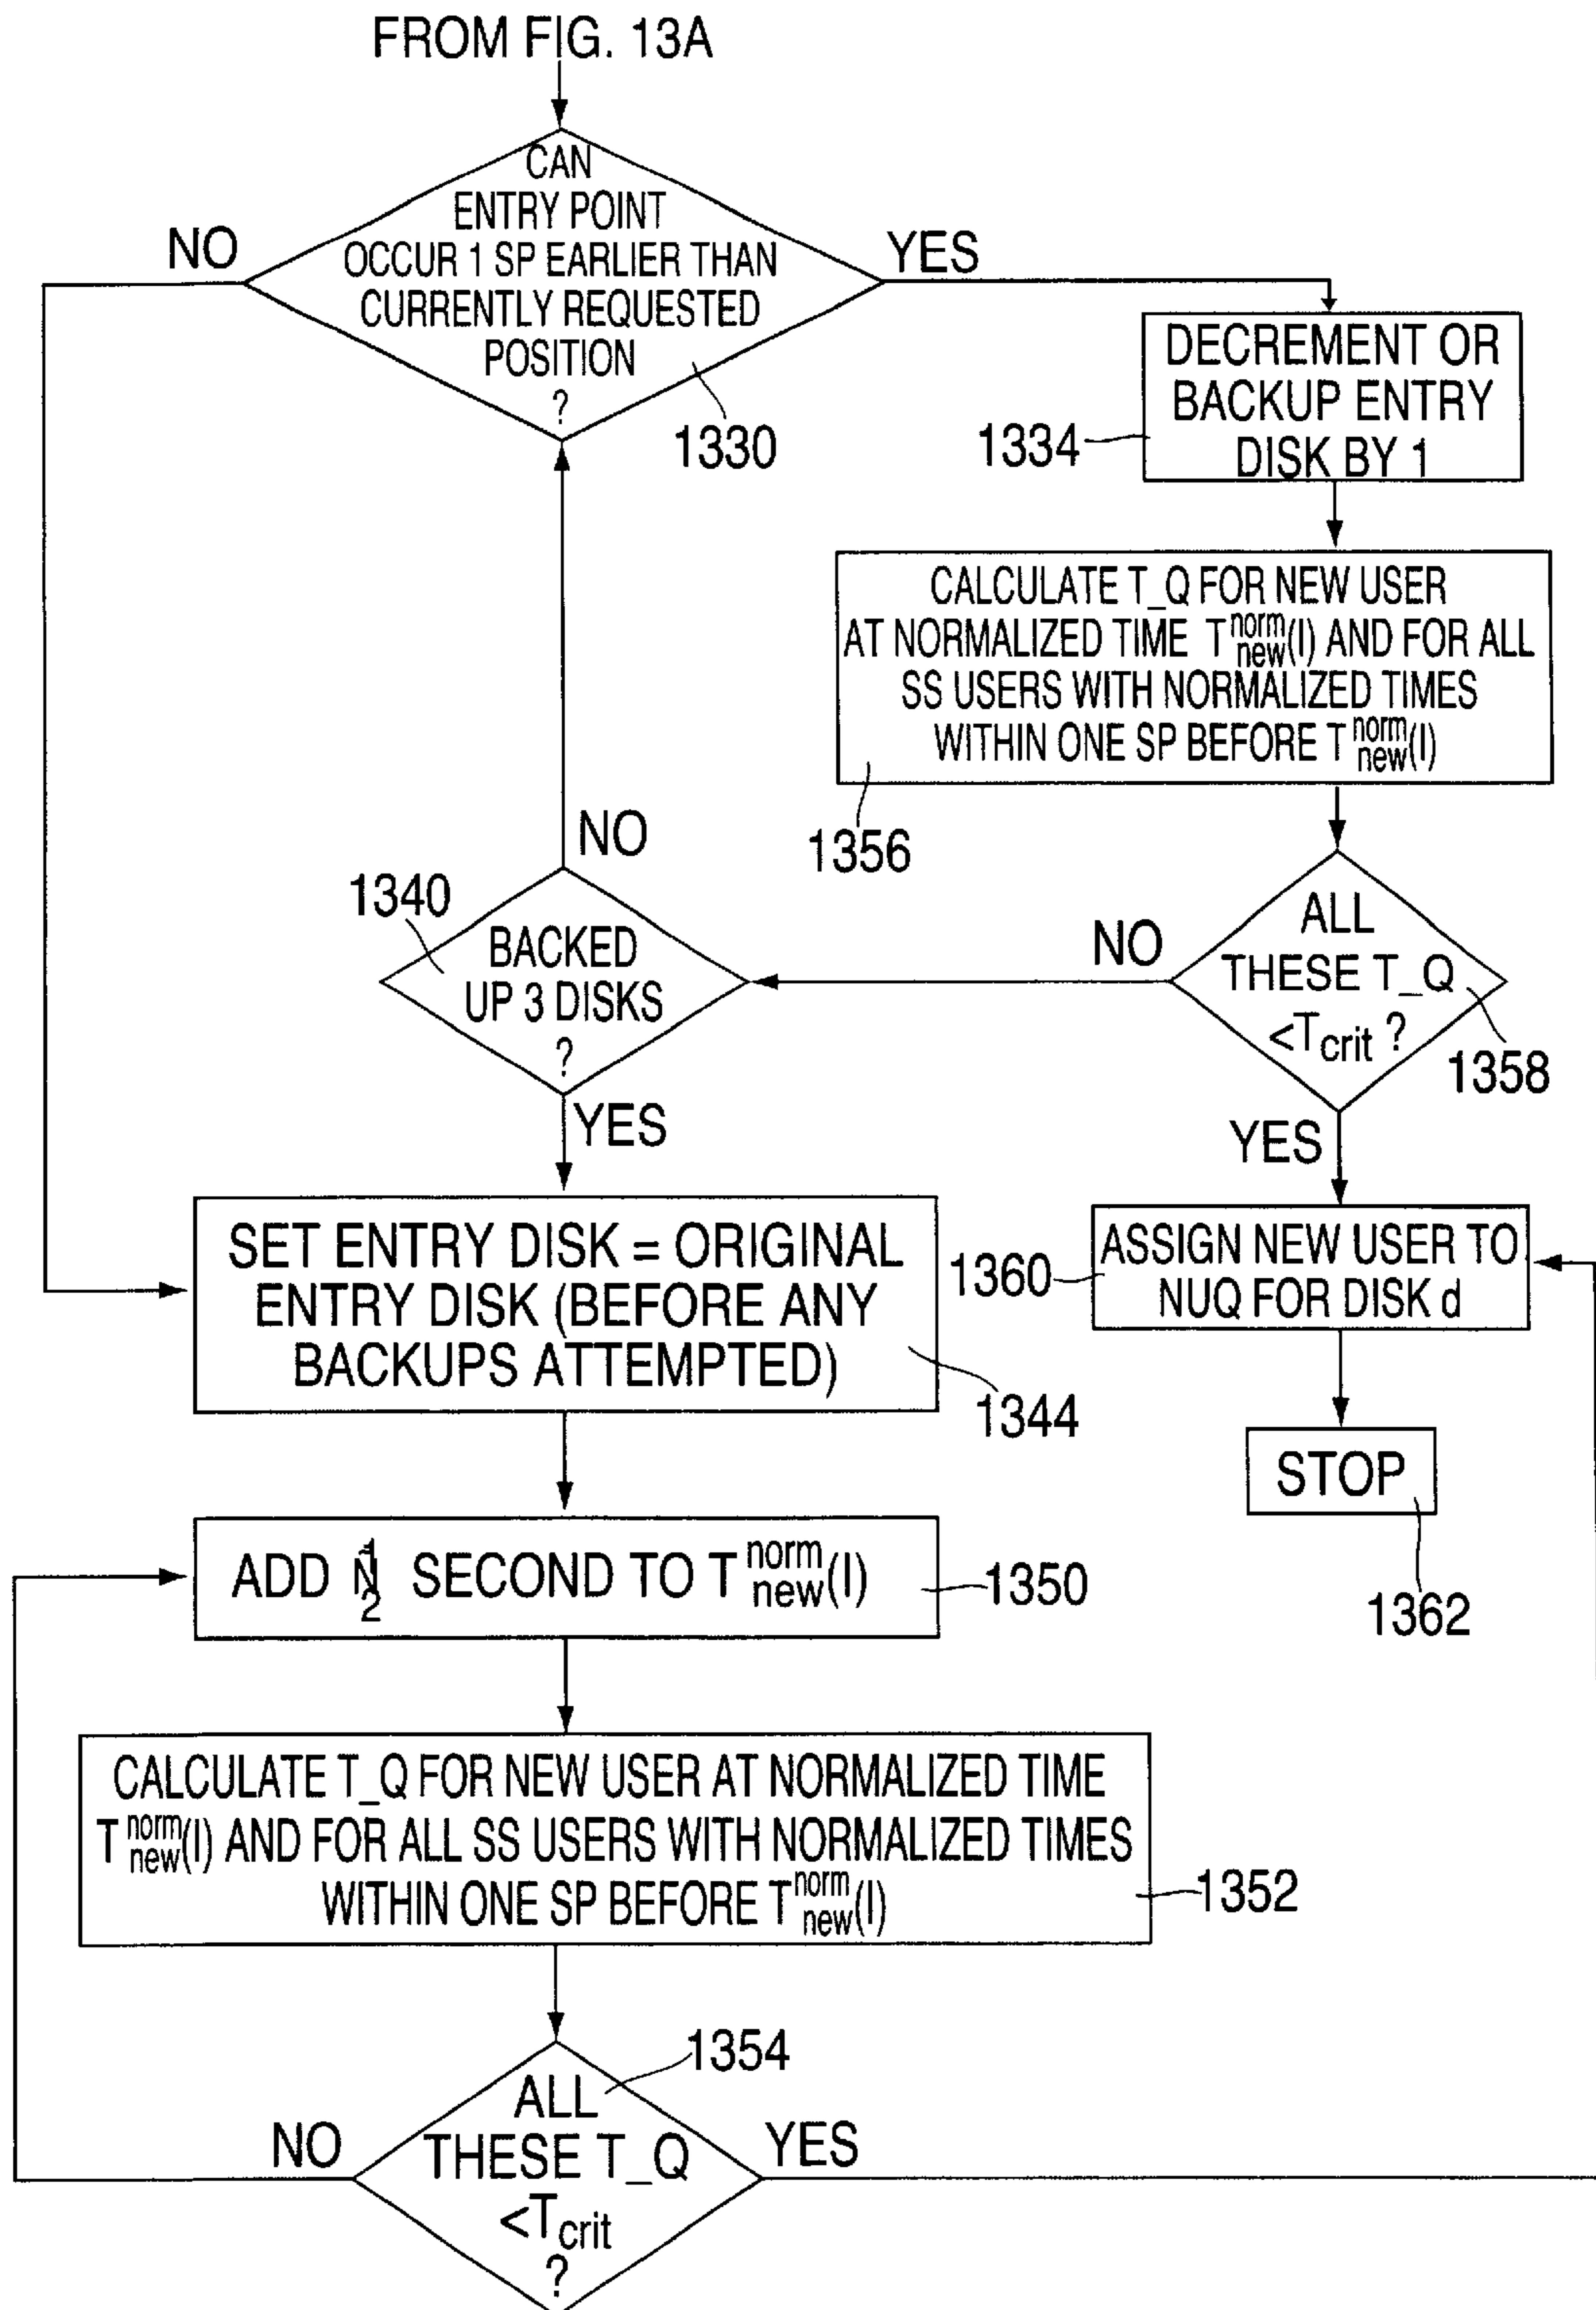 FROM FIG. 13A
CAN
ENTRY POINT
OCCUR 1 SP EARLIER THAN
CURRENTLY REQUESTED
POSITION
?
NO
YES
1330
DECREMENT OR
BACKUP ENTRY
DISK BY 1
1334
CALCULATE T_Q FOR NEW USER
AT NORMALIZED TIME T norm new (I) AND FOR ALL
SS USERS WITH NORMALIZED TIMES
WITHIN ONE SP BEFORE T norm new (I)
1356
NO
1340
BACKED
UP 3 DISKS
?
YES
NO
ALL
THESE T_Q
<Tcrit ?
1358
YES
SET ENTRY DISK = ORIGINAL
ENTRY DISK (BEFORE ANY
BACKUPS ATTEMPTED)
1344
1360
ASSIGN NEW USER TO
NUQ FOR DISK d
STOP
1362
ADD 1 2 SECOND TO T norm new (I)
1350
CALCULATE T_Q FOR NEW USER AT NORMALIZED TIME
T norm new (I) AND FOR ALL SS USERS WITH NORMALIZED TIMES
WITHIN ONE SP BEFORE T norm new (I)
1352
1354
ALL
THESE T_Q
<Tcrit
?
NO
YES